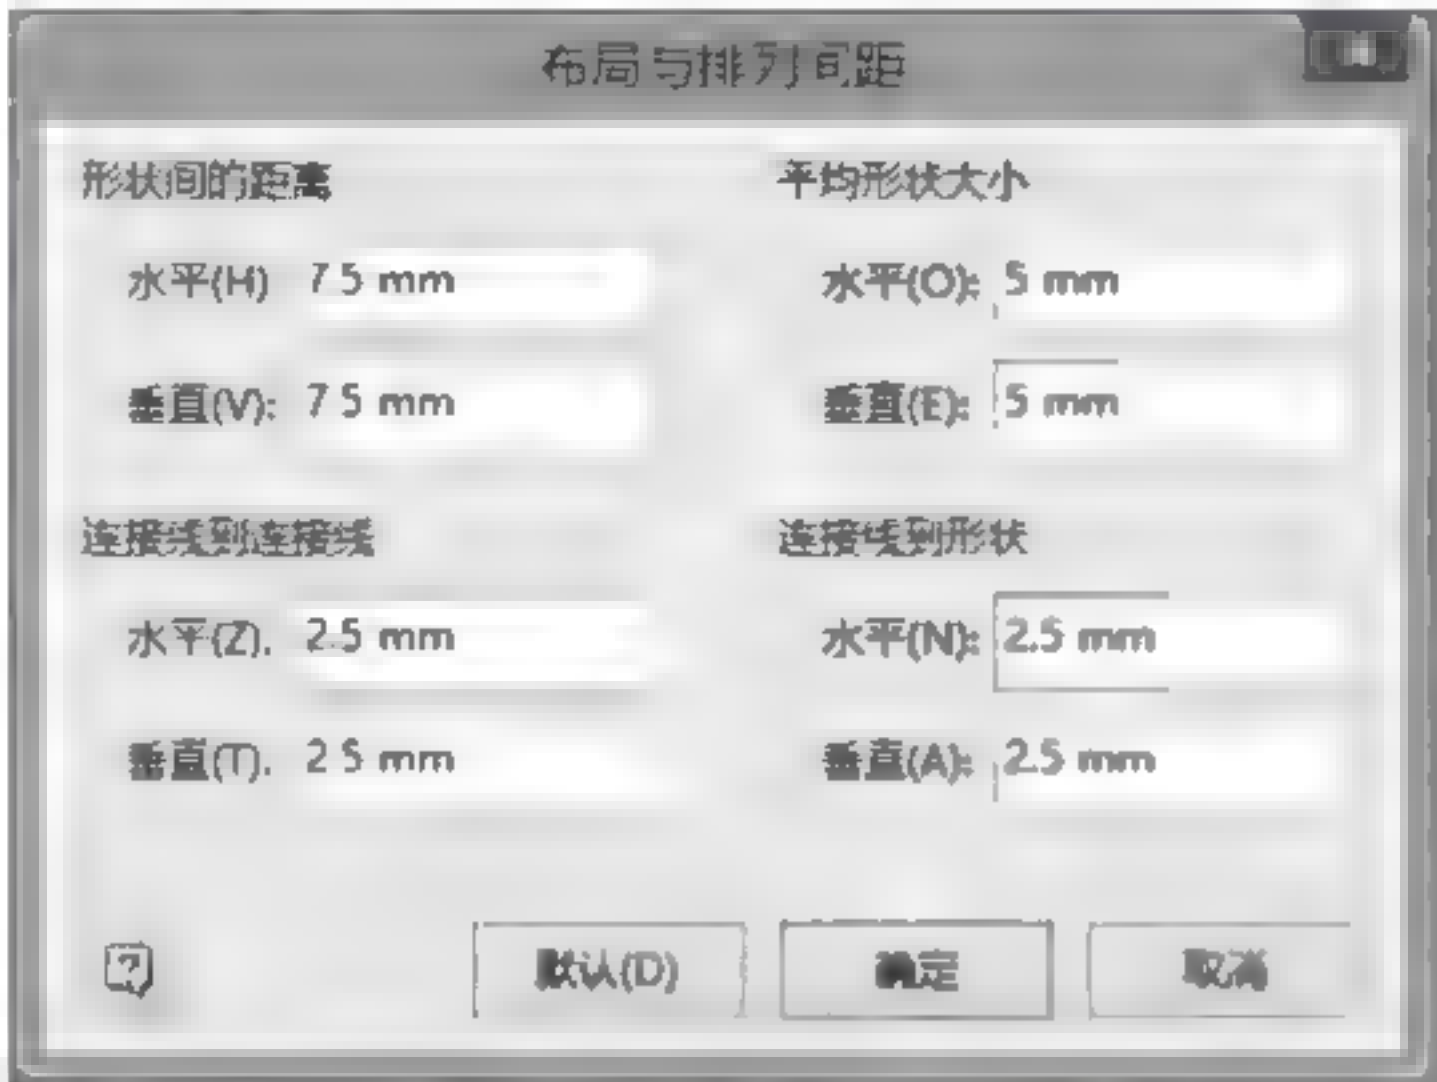 布局与排列间距
形状间的距离 平均形状大小
水平(H) 7.5 mm 水平(O): 5 mm
垂直(V): 7.5 mm 垂直(E): 5 mm
连接线到连接线 连接线到形状
水平(Z). 2.5 mm 水平(N): 2.5 mm
垂直(T). 2.5 mm 垂直(A): 2.5 mm
默认(D) 确定 取消